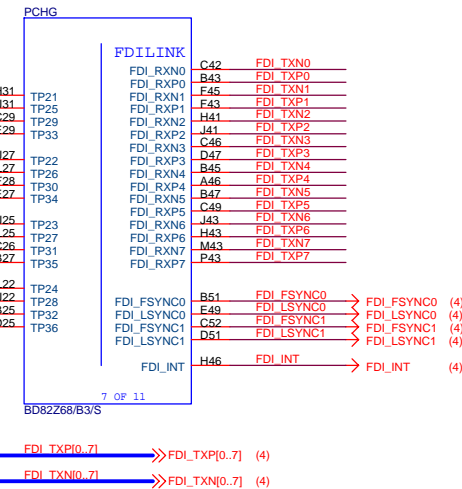 PCHG
FDILINK
FDI_RXN0 C42 FDI_TXN0
FDI_RXP0 B43 FDI_TXP0
TP21 FDI_RXN1 F45 FDI_TXN1
TP25 FDI_RXP1 F43 FDI_TXP1
TP29 FDI_RXN2 H41 FDI_TXN2
TP33 FDI_RXP2 J41 FDI_TXP2
FDI_RXN3 C46 FDI_TXN3
TP22 FDI_RXP3 D47 FDI_TXP3
TP26 FDI_RXN4 B45 FDI_TXN4
TP30 FDI_RXP4 A46 FDI_TXP4
TP34 FDI_RXN5 B47 FDI_TXN5
FDI_RXP5 C49 FDI_TXP5
TP23 FDI_RXN6 J43 FDI_TXN6
TP27 FDI_RXP6 H43 FDI_TXP6
TP31 FDI_RXN7 M43 FDI_TXN7
TP35 FDI_RXP7 P43 FDI_TXP7
TP24
TP28 FDI_FSYNC0 B51 FDI_FSYNC0 FDI_FSYNC0 (4)
TP32 FDI_LSYNC0 E49 FDI_LSYNC0 FDI_LSYNC0 (4)
TP36 FDI_FSYNC1 C52 FDI_FSYNC1 FDI_FSYNC1 (4)
FDI_LSYNC1 D51 FDI_LSYNC1 FDI_LSYNC1 (4)
FDI_INT H46 FDI_INT FDI_INT (4)
7 OF 11
BD82Z68/B3/S
FDI_TXP[0..7] FDI_TXP[0..7] (4)
FDI_TXN[0..7] FDI_TXN[0..7] (4)